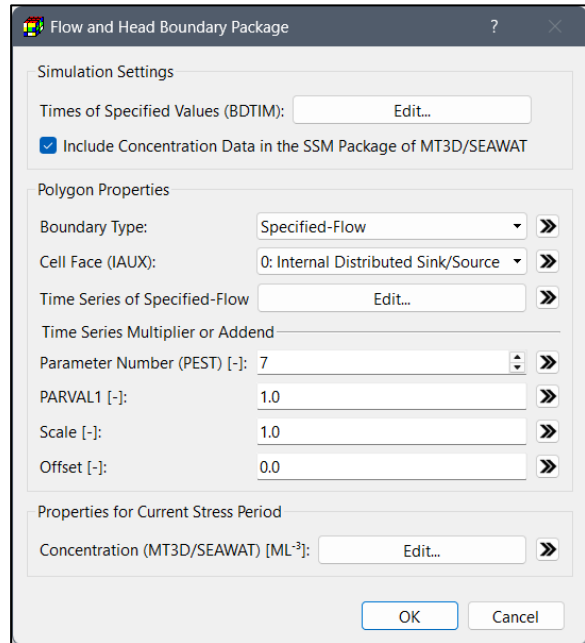 Flow and Head Boundary Package
Simulation Settings
Times of Specified Values (BDTIM): Edit...
Include Concentration Data in the SSM Package of MT3D/SEAWAT
Polygon Properties
Boundary Type: Specified-Flow
Cell Face (IAUX): 0: Internal Distributed Sink/Source
Time Series of Specified-Flow Edit...
Time Series Multiplier or Addend
Parameter Number (PEST) [-]: 7
PARVAL1 [-]: 1.0
Scale [-]: 1.0
Offset [-]: 0.0
Properties for Current Stress Period
Concentration (MT3D/SEAWAT) [ML⁻³]: Edit...
OK Cancel